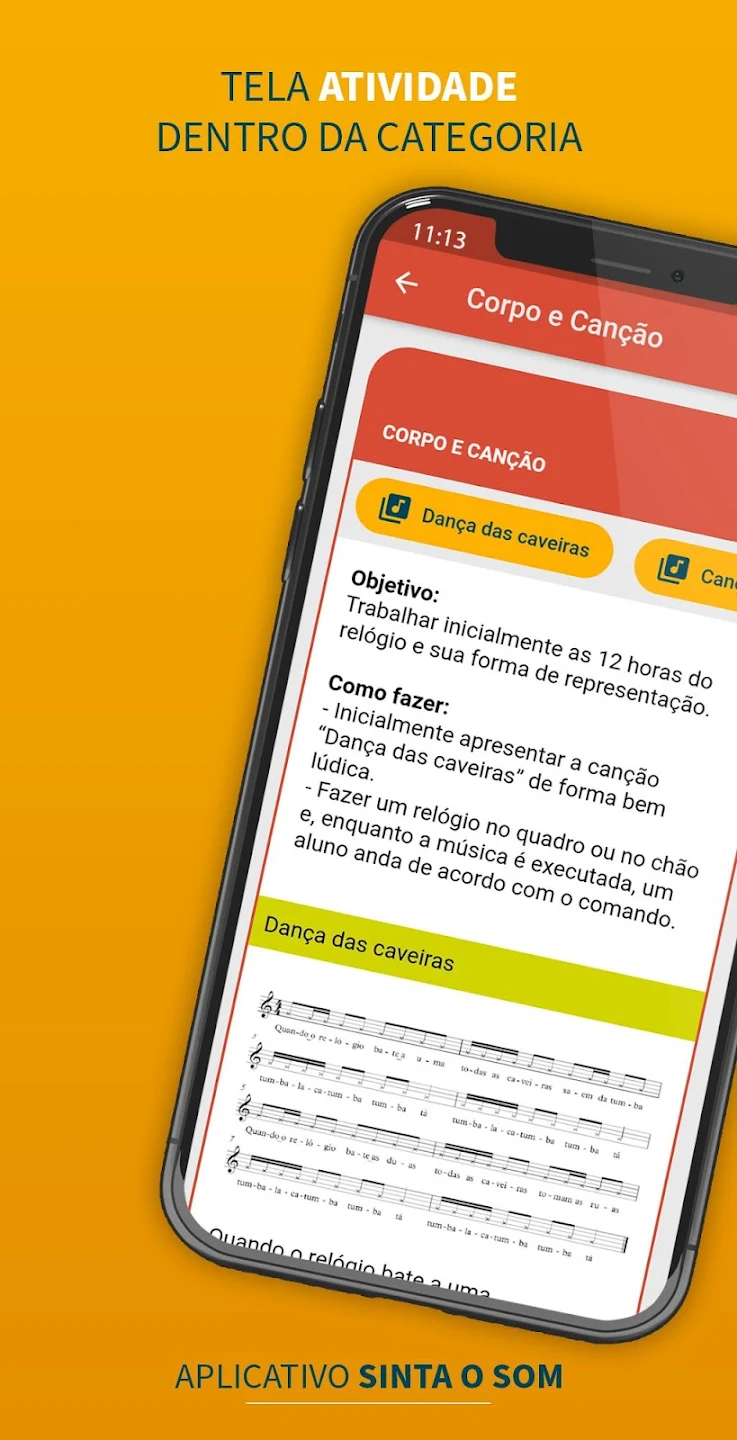 TELA ATIVIDADE
DENTRO DA CATEGORIA
11:13
Corpo e Canção
CORPO E CANÇÃO
Dança das caveiras
Objetivo:
Trabalhar inicialmente as 12 horas do
relógio e sua forma de representação.
Como fazer:
- Inicialmente apresentar a canção
“Dança das caveiras” de forma bem
lúdica.
- Fazer um relógio no quadro ou no chão
e, enquanto a música é executada, um
aluno anda de acordo com o comando.
Dança das caveiras
Quan-do o re-ló-gio ba-te a u-ma to-das as ca-vei-ras sa-em da tum-ba
3
tum-ba-la-ca-tum-ba tum-ba tá tum-ba-la-ca-tum-ba tum-ba tá
5
Quan-do o re-ló-gio ba-te as du-as to-das as ca-vei-ras to-mam as ru-as
7
tum-ba-la-ca-tum-ba tum-ba tá tum-ba-la-ca-tum-ba tum-ba tá
Quando o relógio bate a uma
APLICATIVO SINTA O SOM